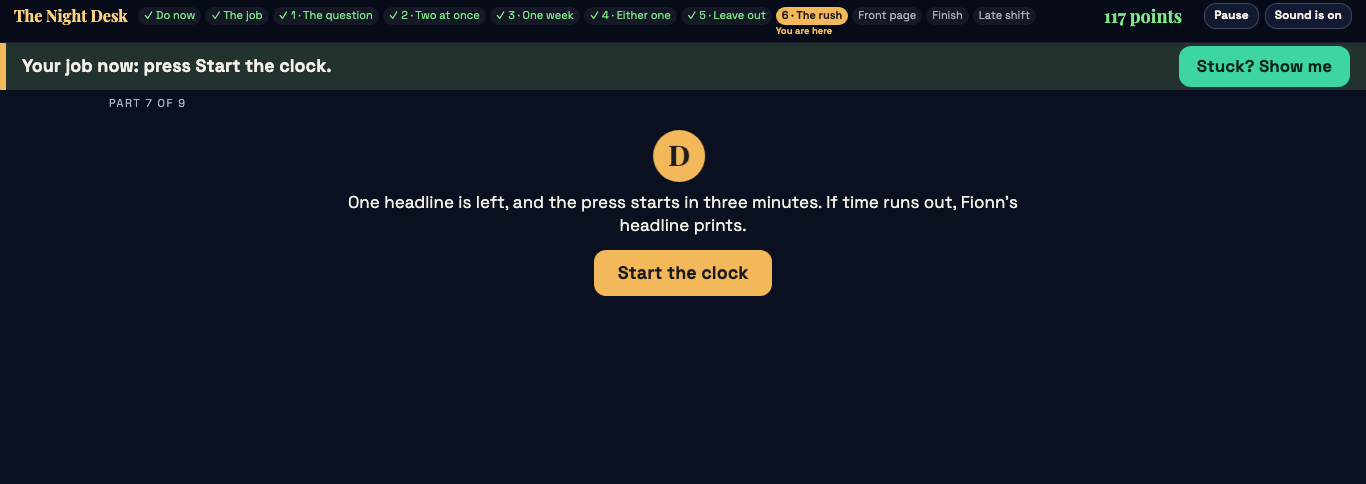 The Night Desk
✓ Do now
✓ The job
✓ 1 · The question
✓ 2 · Two at once
✓ 3 · One week
✓ 4 · Either one
✓ 5 · Leave out
6 · The rush
You are here
Front page
Finish
Late shift
117 points
Pause
Sound is on
Your job now: press Start the clock.
Stuck? Show me
PART 7 OF 9
D
One headline is left, and the press starts in three minutes. If time runs out, Fionn's
headline prints.
Start the clock